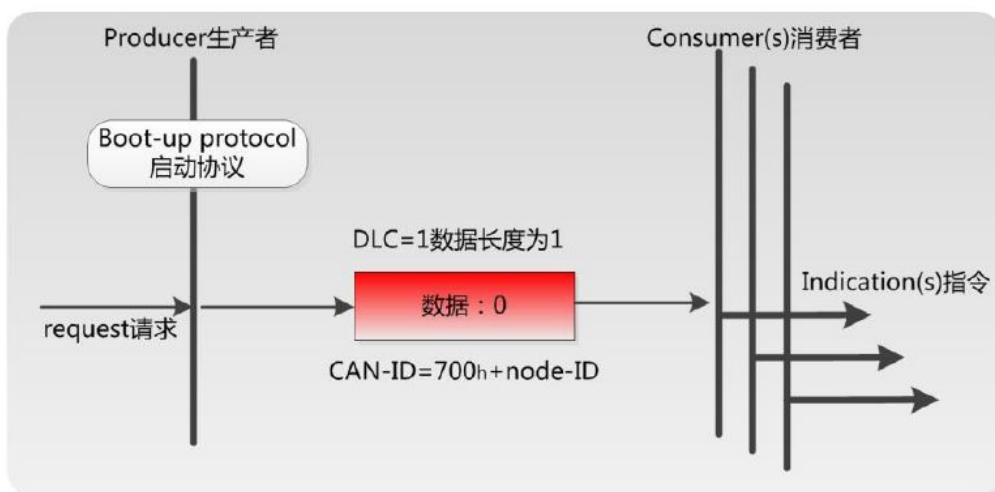 Producer生产者
Consumer(s)消费者
Boot-up protocol
启动协议
DLC=1数据长度为1
数据：0
Indication(s)指令
request请求
CAN-ID=700h+node-ID